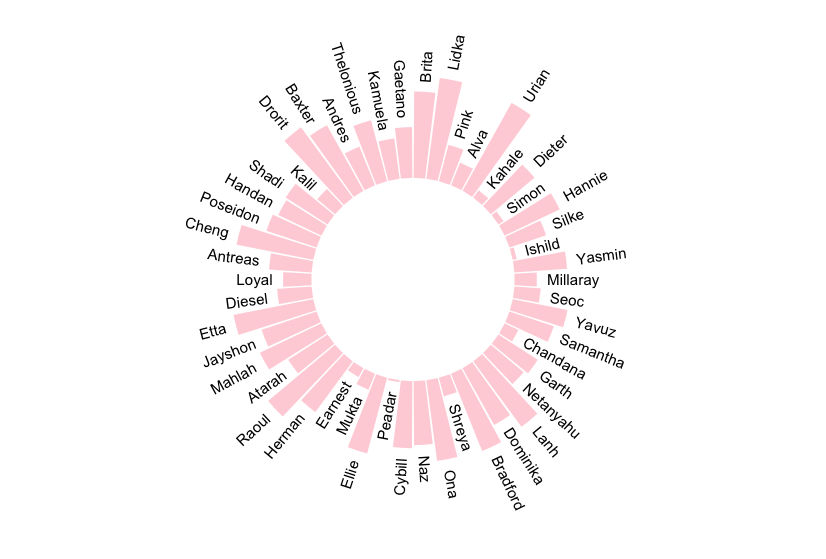 Brita
Lidka
Pink
Alva
Urian
Kahale
Dieter
Simon
Hannie
Silke
Ishild
Yasmin
Millaray
Seoc
Yavuz
Samantha
Chandana
Garth
Netanyahu
Lanh
Dominika
Bradford
Shreya
Ona
Naz
Cybill
Peadar
Ellie
Mukta
Earnest
Herman
Raoul
Atarah
Mahlah
Jayshon
Etta
Diesel
Loyal
Antreas
Cheng
Poseidon
Handan
Shadi
Kalil
Drorit
Baxter
Andres
Thelonious
Kamuela
Gaetano